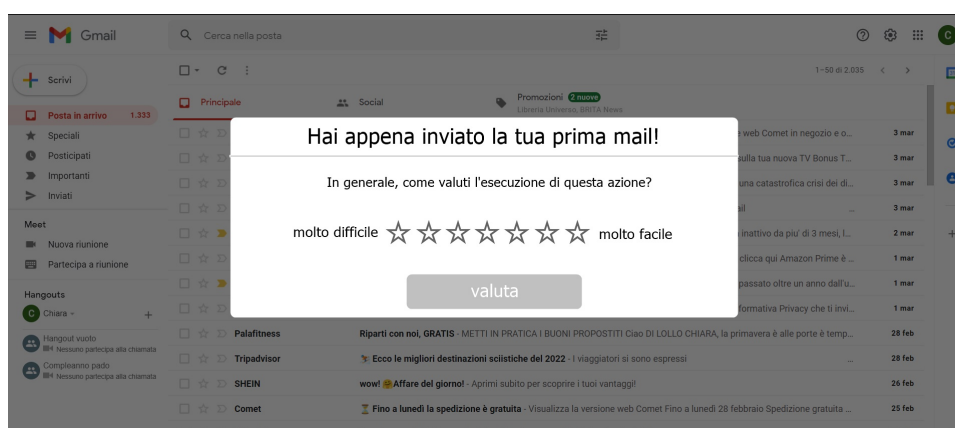 Gmail
Cerca nella posta
C
Scrivi
1–50 di 2.035
Principale
Social
Promozioni 2 nuove
Libreria Universo, BRITA News
Posta in arrivo 1.333
Speciali
Posticipati
Importanti
Inviati
Meet
Nuova riunione
Partecipa a riunione
Hangouts
C Chiara
Hangout vuoto
Nessuno partecipa alla chiamata
Compleanno pado
Nessuno partecipa alla chiamata
Hai appena inviato la tua prima mail!
In generale, come valuti l'esecuzione di questa azione?
molto difficile molto facile
valuta
web Comet in negozio e o... 3 mar
sulla tua nuova TV Bonus T... 3 mar
una catastrofica crisi dei di... 3 mar
... 3 mar
inattivo da piu' di 3 mesi, l... 2 mar
clicca qui Amazon Prime è ... 1 mar
passato oltre un anno dall'u... 1 mar
formativa Privacy che ti invi... 1 mar
Palafitness Riparti con noi, GRATIS - METTI IN PRATICA I BUONI PROPOSTITI Ciao DI LOLLO CHIARA, la primavera è alle porte è temp... 28 feb
Tripadvisor Ecco le migliori destinazioni sciistiche del 2022 - I viaggiatori si sono espressi ... 28 feb
SHEIN wow! Affare del giorno! - Aprimi subito per scoprire i tuoi vantaggi! 26 feb
Comet Fino a lunedì la spedizione è gratuita - Visualizza la versione web Comet Fino a lunedì 28 febbraio Spedizione gratuita ... 25 feb